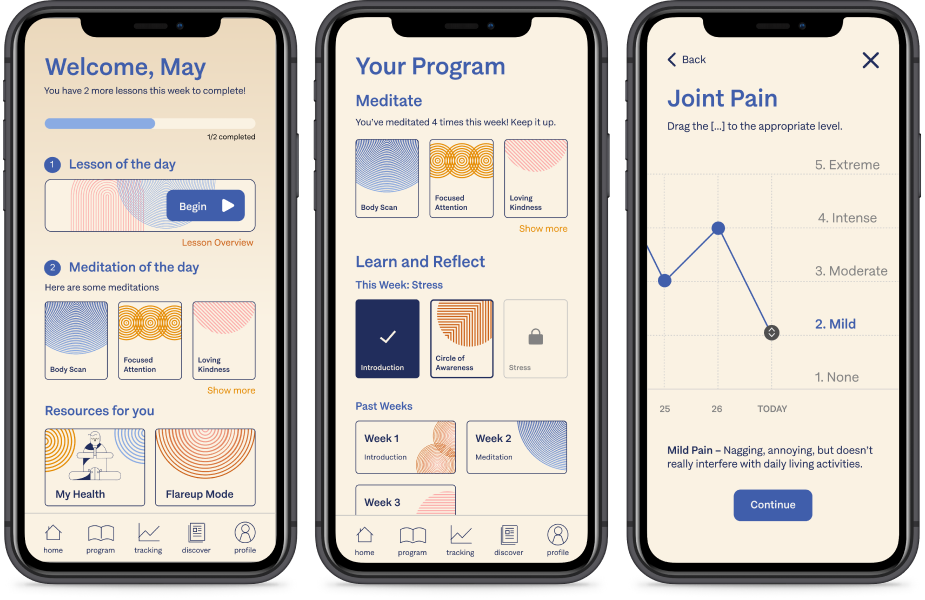 Welcome, May
You have 2 more lessons this week to complete!
1/2 completed
1 Lesson of the day
Begin
Lesson Overview
2 Meditation of the day
Here are some meditations
Body Scan
Focused
Attention
Loving
Kindness
Show more
Resources for you
My Health
Flareup Mode
home program tracking discover profile
Your Program
Meditate
You've meditated 4 times this week! Keep it up.
Body Scan
Focused
Attention
Loving
Kindness
Show more
Learn and Reflect
This Week: Stress
Introduction
Circle of
Awareness
Stress
Past Weeks
Week 1
Introduction
Week 2
Meditation
Week 3
home program tracking discover profile
Back
Joint Pain
Drag the [...] to the appropriate level.
5. Extreme
4. Intense
3. Moderate
2. Mild
1. None
25 26 TODAY
Mild Pain – Nagging, annoying, but doesn't
really interfere with daily living activities.
Continue